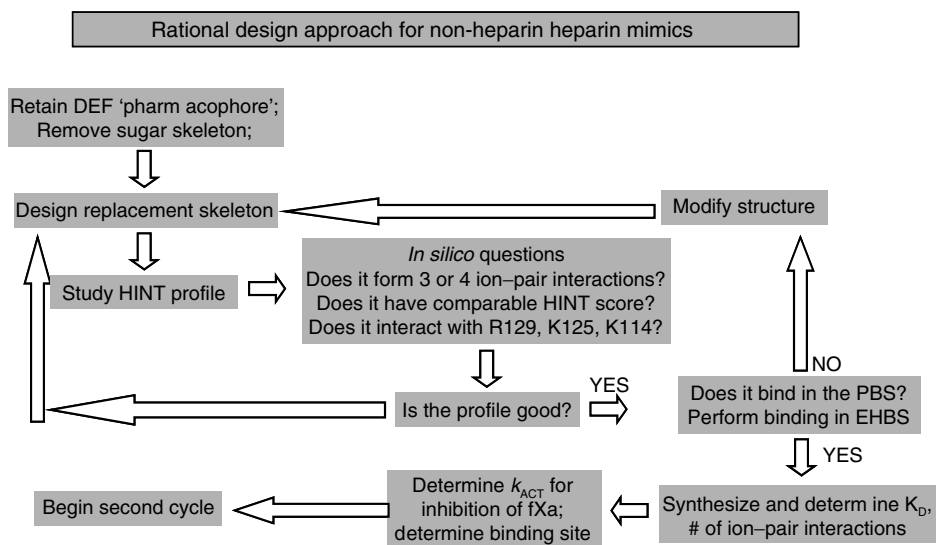 Rational design approach for non-heparin heparin mimics
Retain DEF 'pharm acophore';
Remove sugar skeleton;
Design replacement skeleton
Modify structure
Study HINT profile
In silico questions
Does it form 3 or 4 ion–pair interactions?
Does it have comparable HINT score?
Does it interact with R129, K125, K114?
Is the profile good?
YES
NO
Does it bind in the PBS?
Perform binding in EHBS
YES
Synthesize and determ ine K_D,
# of ion–pair interactions
Determine k_ACT for
inhibition of fXa;
determine binding site
Begin second cycle